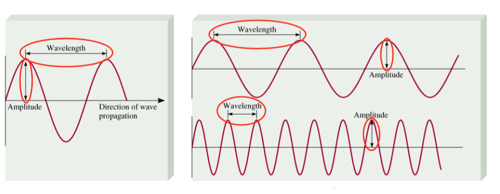 Wavelength
Amplitude
Direction of wave
propagation
Wavelength
Amplitude
Wavelength
Amplitude